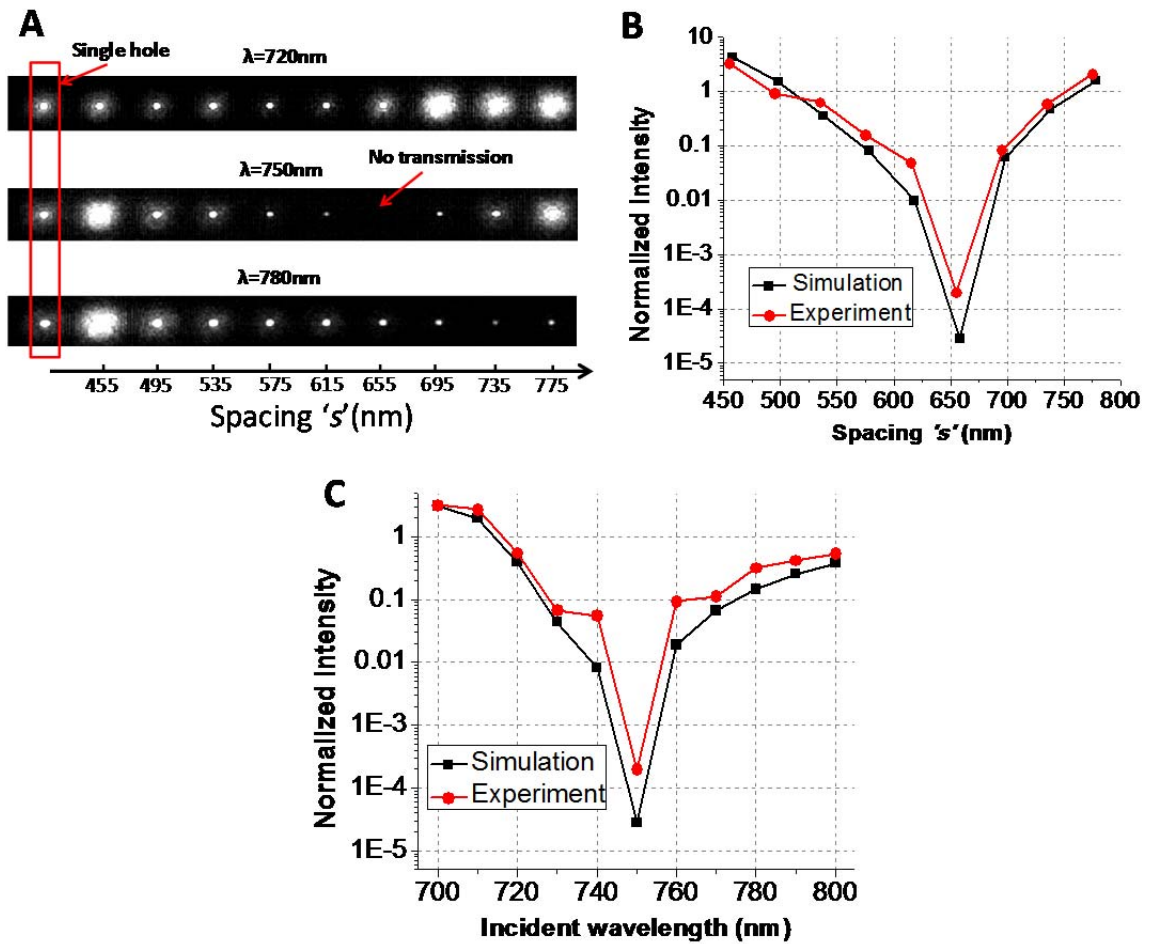 A
Single hole
λ=720nm
λ=750nm
No transmission
λ=780nm
455 495 535 575 615 655 695 735 775
Spacing 's'(nm)
B
Normalized Intensity
10
1
0.1
0.01
1E-3
1E-4
1E-5
Simulation
Experiment
450 500 550 600 650 700 750 800
Spacing 's' (nm)
C
Normalized Intensity
1
0.1
0.01
1E-3
1E-4
1E-5
Simulation
Experiment
700 720 740 760 780 800
Incident wavelength (nm)